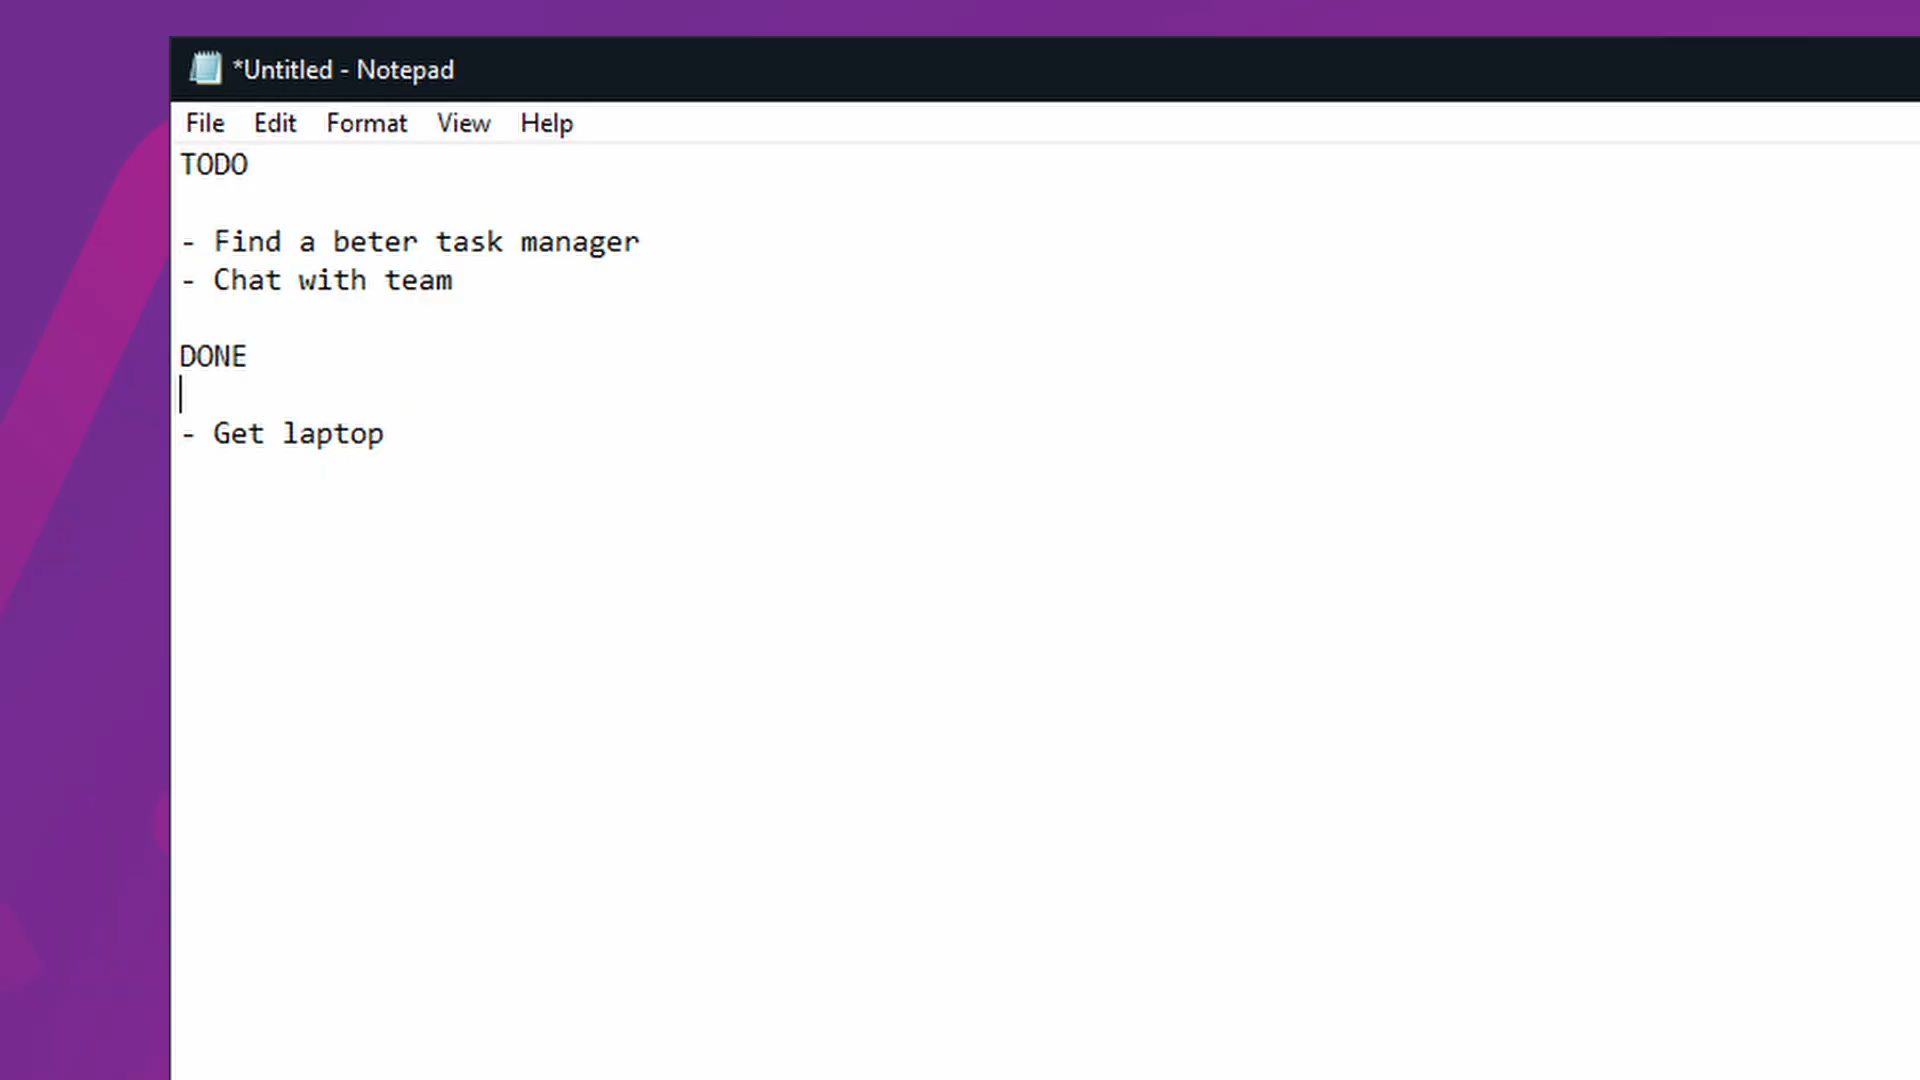 *Untitled - Notepad
File Edit Format View Help
TODO
- Find a beter task manager
- Chat with team
DONE
- Get laptop